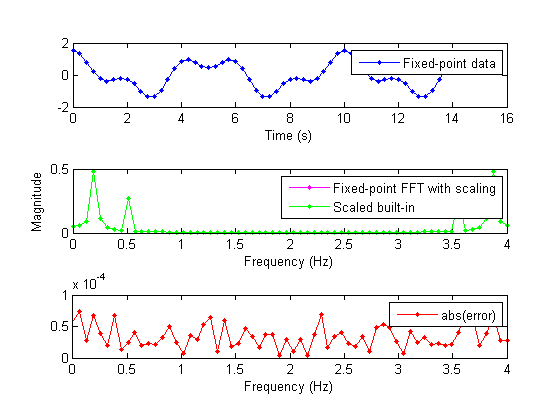 2
0
-2
Fixed-point data
0 2 4 6 8 10 12 14 16
Time (s)
0.5
0
Magnitude
Fixed-point FFT with scaling
Scaled built-in
0 0.5 1 1.5 2 2.5 3 3.5 4
Frequency (Hz)
x 10^-4
1
0.5
0
abs(error)
0 0.5 1 1.5 2 2.5 3 3.5 4
Frequency (Hz)